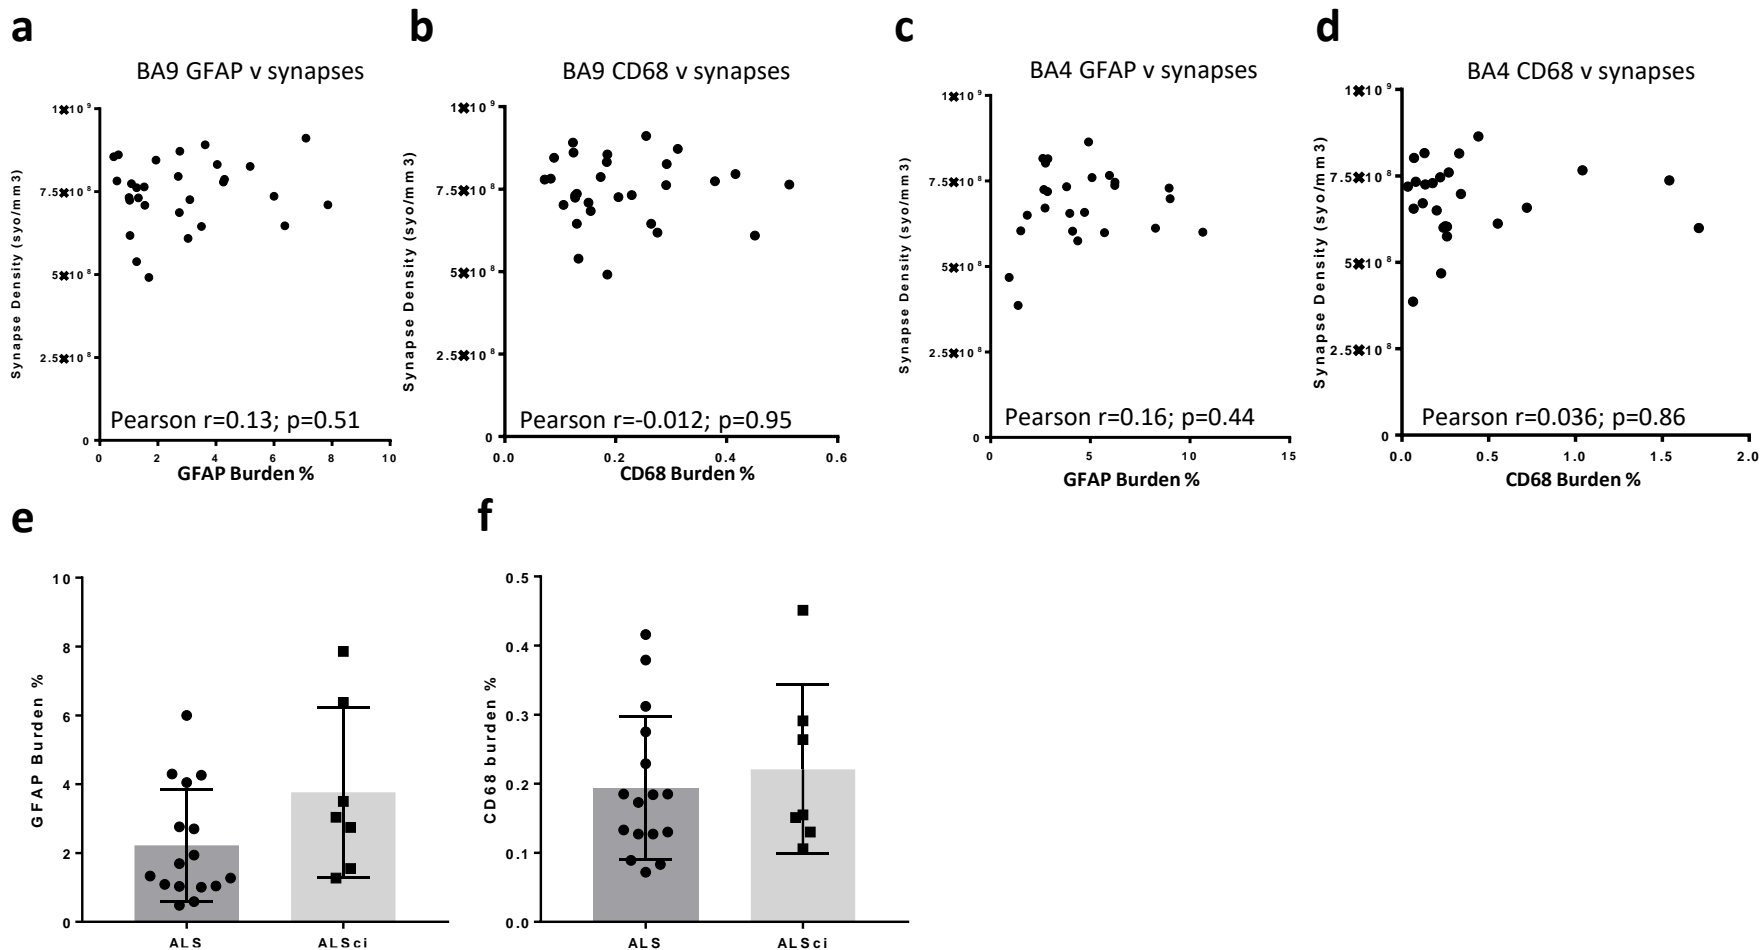 a
b
c
d
BA9 GFAP v synapses
BA9 CD68 v synapses
BA4 GFAP v synapses
BA4 CD68 v synapses
Synapse Density (syo/mm3)
1✖10⁹
7.5✖10⁸
5✖10⁸
2.5✖10⁸
0
Pearson r=0.13; p=0.51
0 2 4 6 8 10
GFAP Burden %
Synapse Density (syo/mm3)
1✖10⁹
7.5✖10⁸
5✖10⁸
2.5✖10⁸
0
Pearson r=-0.012; p=0.95
0.0 0.2 0.4 0.6
CD68 Burden %
Synapse Density (syo/mm3)
1✖10⁹
7.5✖10⁸
5✖10⁸
2.5✖10⁸
0
Pearson r=0.16; p=0.44
0 5 10 15
GFAP Burden %
Synapse Density (syo/mm3)
1✖10⁹
7.5✖10⁸
5✖10⁸
2.5✖10⁸
0
Pearson r=0.036; p=0.86
0.0 0.5 1.0 1.5 2.0
CD68 Burden %
e
GFAP Burden %
10
8
6
4
2
0
ALS ALSci
f
CD68 burden %
0.5
0.4
0.3
0.2
0.1
0.0
ALS ALSci